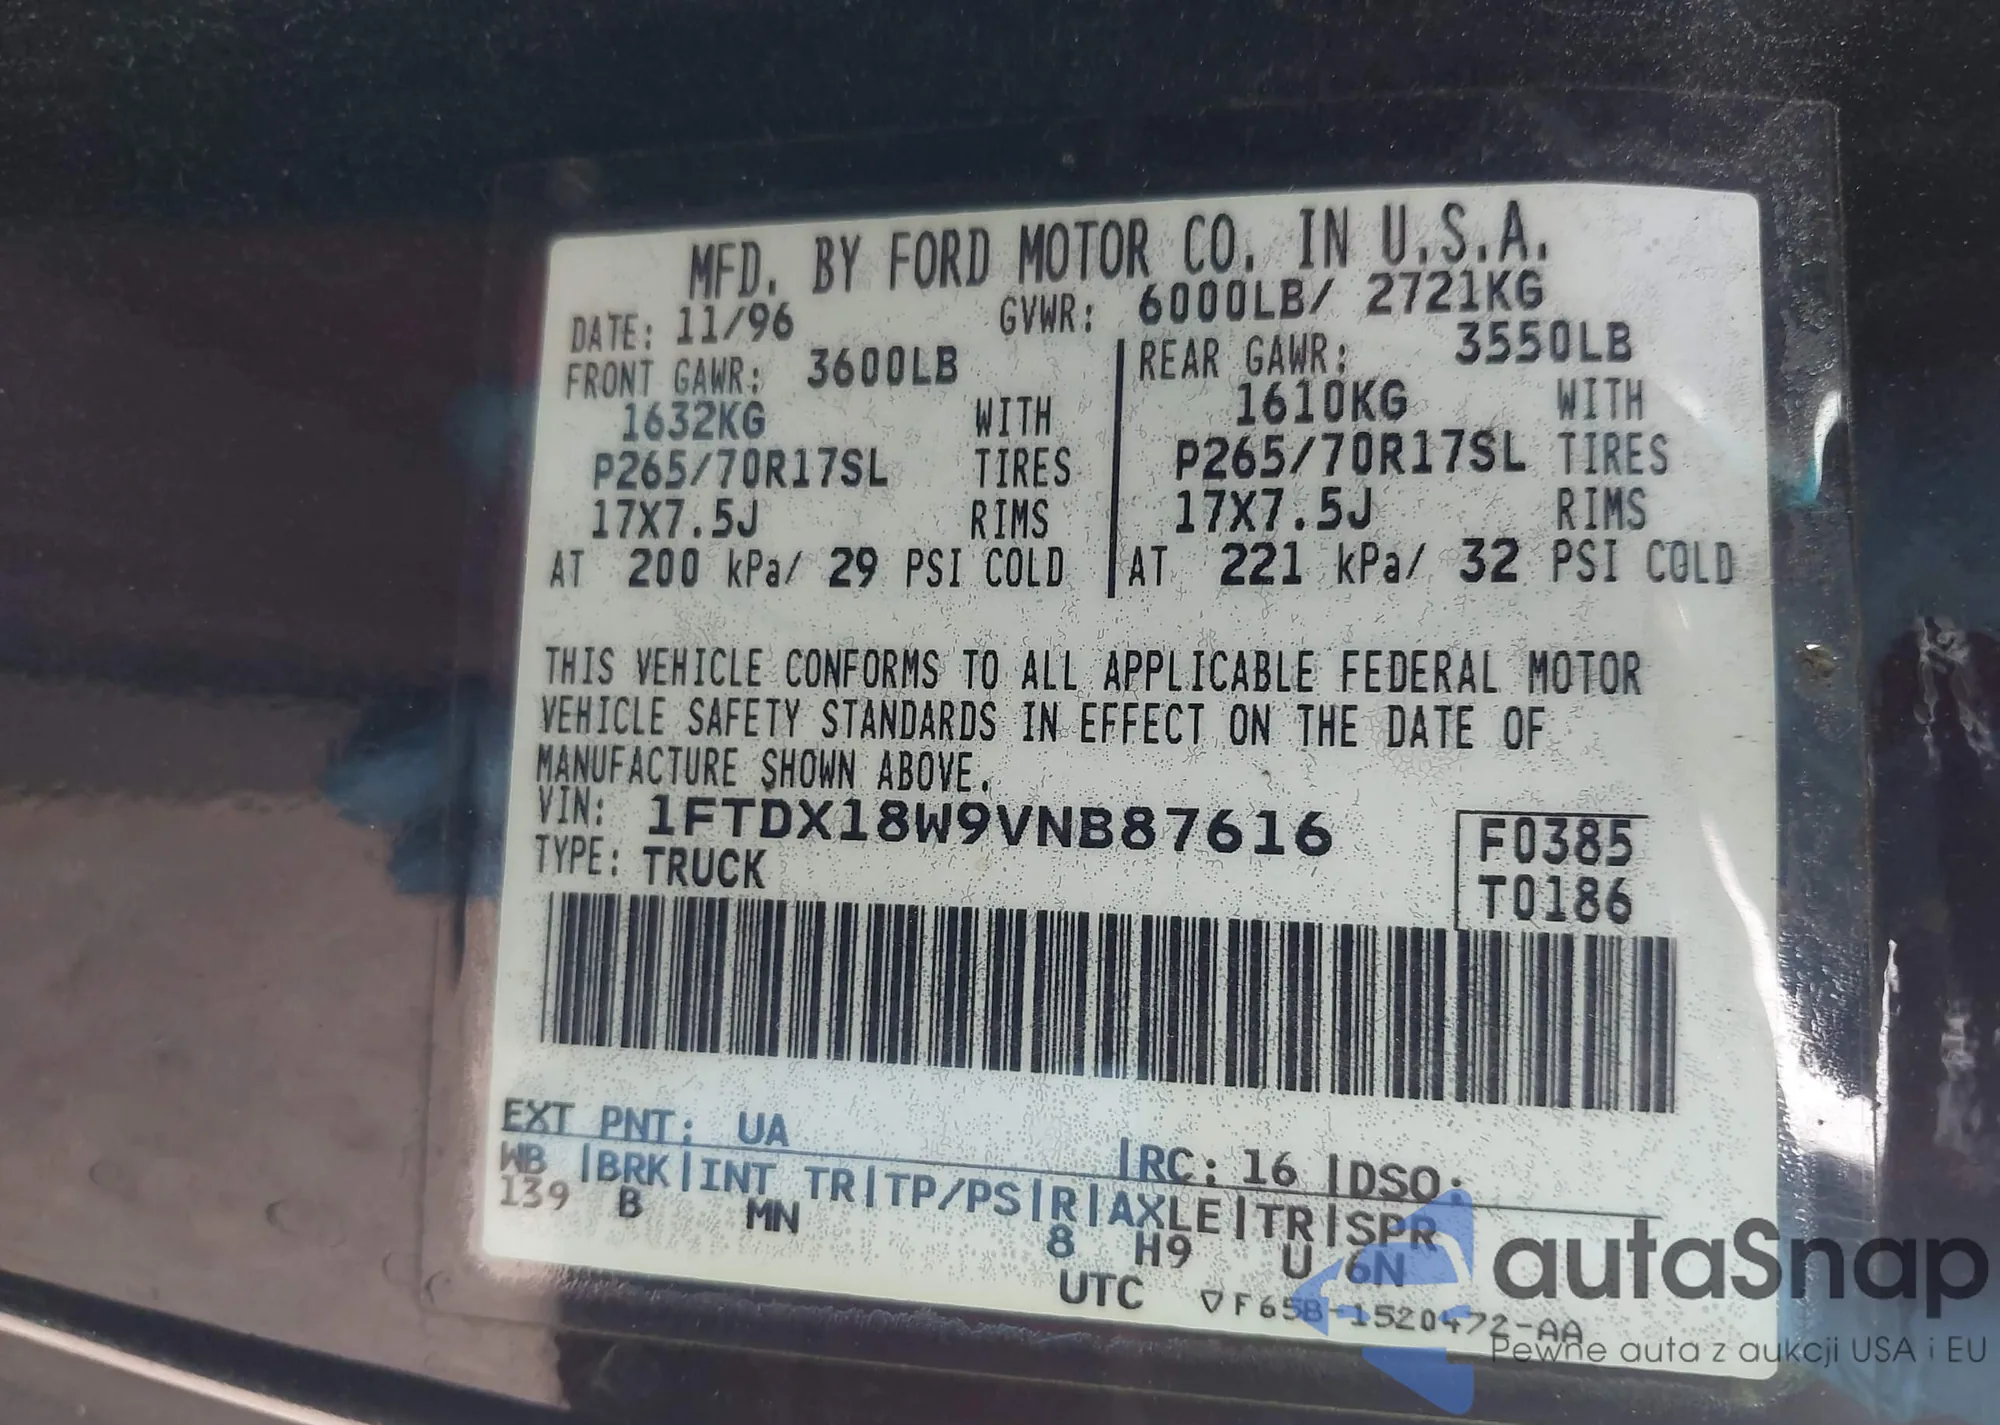 MFD. BY FORD MOTOR CO. IN U.S.A.
DATE: 11/96 GVWR: 6000LB/ 2721KG
FRONT GAWR: 3600LB REAR GAWR: 3550LB
1632KG WITH 1610KG WITH
P265/70R17SL TIRES P265/70R17SL TIRES
17X7.5J RIMS 17X7.5J RIMS
AT 200 kPa/ 29 PSI COLD AT 221 kPa/ 32 PSI COLD
THIS VEHICLE CONFORMS TO ALL APPLICABLE FEDERAL MOTOR
VEHICLE SAFETY STANDARDS IN EFFECT ON THE DATE OF
MANUFACTURE SHOWN ABOVE.
VIN: 1FTDX18W9VNB87616 F0385
TYPE: TRUCK T0186
EXT PNT: UA RC: 16 DSO:
WB |BRK|INT TR|TP/PS|R|AXLE|TR|SPR
139 B MN 8 H9 U 6N
UTC ▽F65B-1520472-AA
autaSnap
Pewne auta z aukcji USA i EU